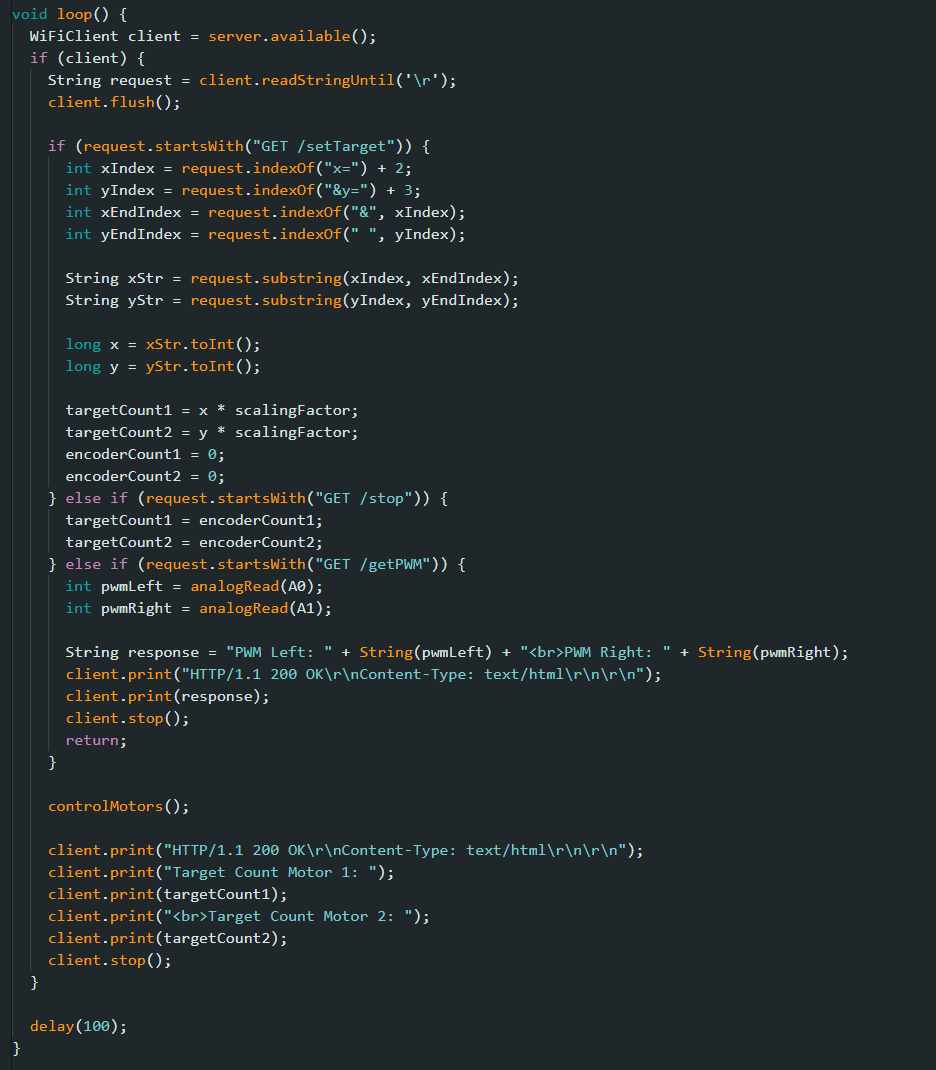 void loop() {
  WiFiClient client = server.available();
  if (client) {
    String request = client.readStringUntil('\r');
    client.flush();

    if (request.startsWith("GET /setTarget")) {
      int xIndex = request.indexOf("x=") + 2;
      int yIndex = request.indexOf("&y=") + 3;
      int xEndIndex = request.indexOf("&", xIndex);
      int yEndIndex = request.indexOf(" ", yIndex);

      String xStr = request.substring(xIndex, xEndIndex);
      String yStr = request.substring(yIndex, yEndIndex);

      long x = xStr.toInt();
      long y = yStr.toInt();

      targetCount1 = x * scalingFactor;
      targetCount2 = y * scalingFactor;
      encoderCount1 = 0;
      encoderCount2 = 0;
    } else if (request.startsWith("GET /stop")) {
      targetCount1 = encoderCount1;
      targetCount2 = encoderCount2;
    } else if (request.startsWith("GET /getPWM")) {
      int pwmLeft = analogRead(A0);
      int pwmRight = analogRead(A1);

      String response = "PWM Left: " + String(pwmLeft) + "<br>PWM Right: " + String(pwmRight);
      client.print("HTTP/1.1 200 OK\r\nContent-Type: text/html\r\n\r\n");
      client.print(response);
      client.stop();
      return;
    }

    controlMotors();

    client.print("HTTP/1.1 200 OK\r\nContent-Type: text/html\r\n\r\n");
    client.print("Target Count Motor 1: ");
    client.print(targetCount1);
    client.print("<br>Target Count Motor 2: ");
    client.print(targetCount2);
    client.stop();
  }

  delay(100);
}